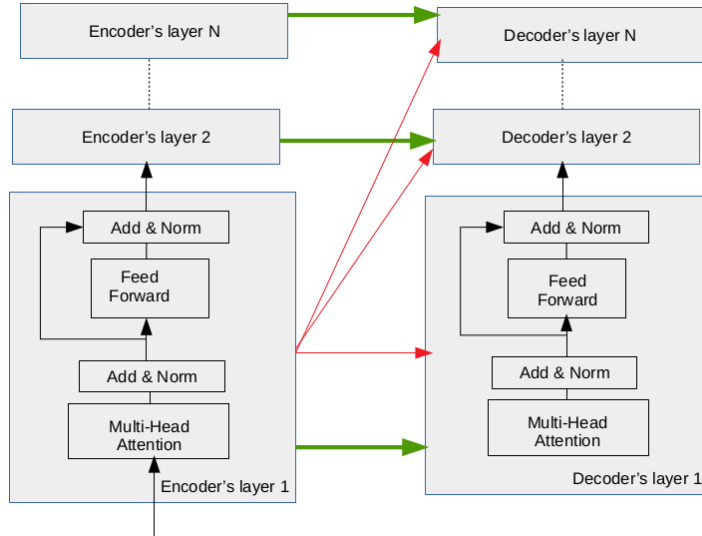 Encoder's layer N
Decoder's layer N
Encoder's layer 2
Decoder's layer 2
Add & Norm
Feed
Forward
Add & Norm
Multi-Head
Attention
Encoder's layer 1
Add & Norm
Feed
Forward
Add & Norm
Multi-Head
Attention
Decoder's layer 1